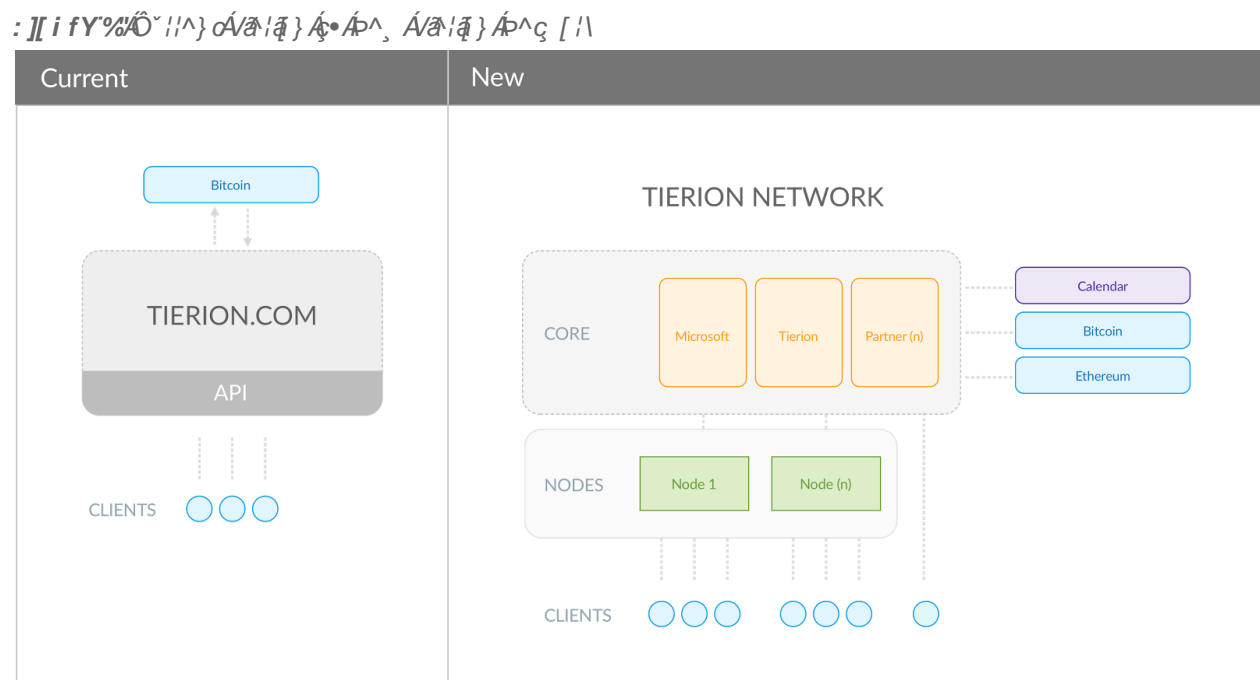 Current
New
Bitcoin
TIERION NETWORK
TIERION.COM
API
CORE
Microsoft
Tierion
Partner (n)
Calendar
Bitcoin
Ethereum
NODES
Node 1
Node (n)
CLIENTS
CLIENTS